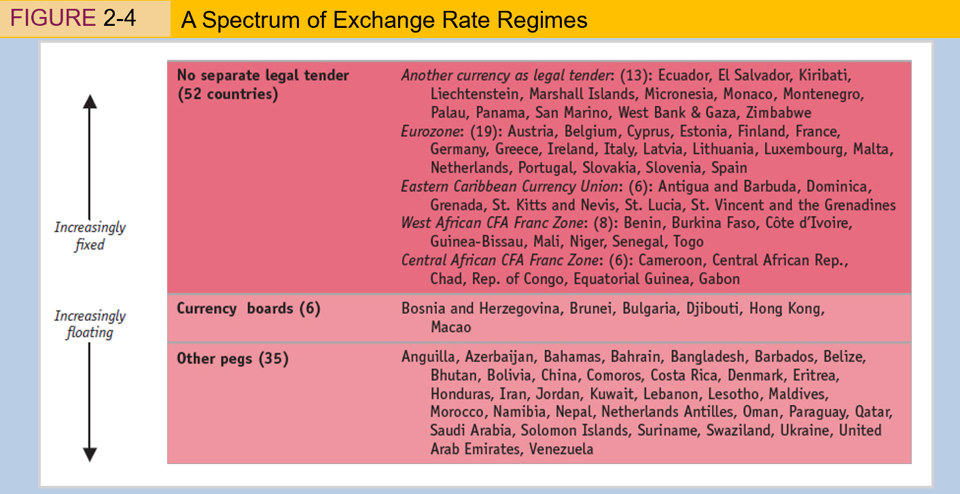 FIGURE 2-4 A Spectrum of Exchange Rate Regimes
Increasingly
fixed
Increasingly
floating
No separate legal tender
(52 countries)
Another currency as legal tender: (13): Ecuador, El Salvador, Kiribati,
Liechtenstein, Marshall Islands, Micronesia, Monaco, Montenegro,
Palau, Panama, San Marino, West Bank & Gaza, Zimbabwe
Eurozone: (19): Austria, Belgium, Cyprus, Estonia, Finland, France,
Germany, Greece, Ireland, Italy, Latvia, Lithuania, Luxembourg, Malta,
Netherlands, Portugal, Slovakia, Slovenia, Spain
Eastern Caribbean Currency Union: (6): Antigua and Barbuda, Dominica,
Grenada, St. Kitts and Nevis, St. Lucia, St. Vincent and the Grenadines
West African CFA Franc Zone: (8): Benin, Burkina Faso, Côte d'Ivoire,
Guinea-Bissau, Mali, Niger, Senegal, Togo
Central African CFA Franc Zone: (6): Cameroon, Central African Rep.,
Chad, Rep. of Congo, Equatorial Guinea, Gabon
Currency boards (6)
Bosnia and Herzegovina, Brunei, Bulgaria, Djibouti, Hong Kong,
Macao
Other pegs (35)
Anguilla, Azerbaijan, Bahamas, Bahrain, Bangladesh, Barbados, Belize,
Bhutan, Bolivia, China, Comoros, Costa Rica, Denmark, Eritrea,
Honduras, Iran, Jordan, Kuwait, Lebanon, Lesotho, Maldives,
Morocco, Namibia, Nepal, Netherlands Antilles, Oman, Paraguay, Qatar,
Saudi Arabia, Solomon Islands, Suriname, Swaziland, Ukraine, United
Arab Emirates, Venezuela